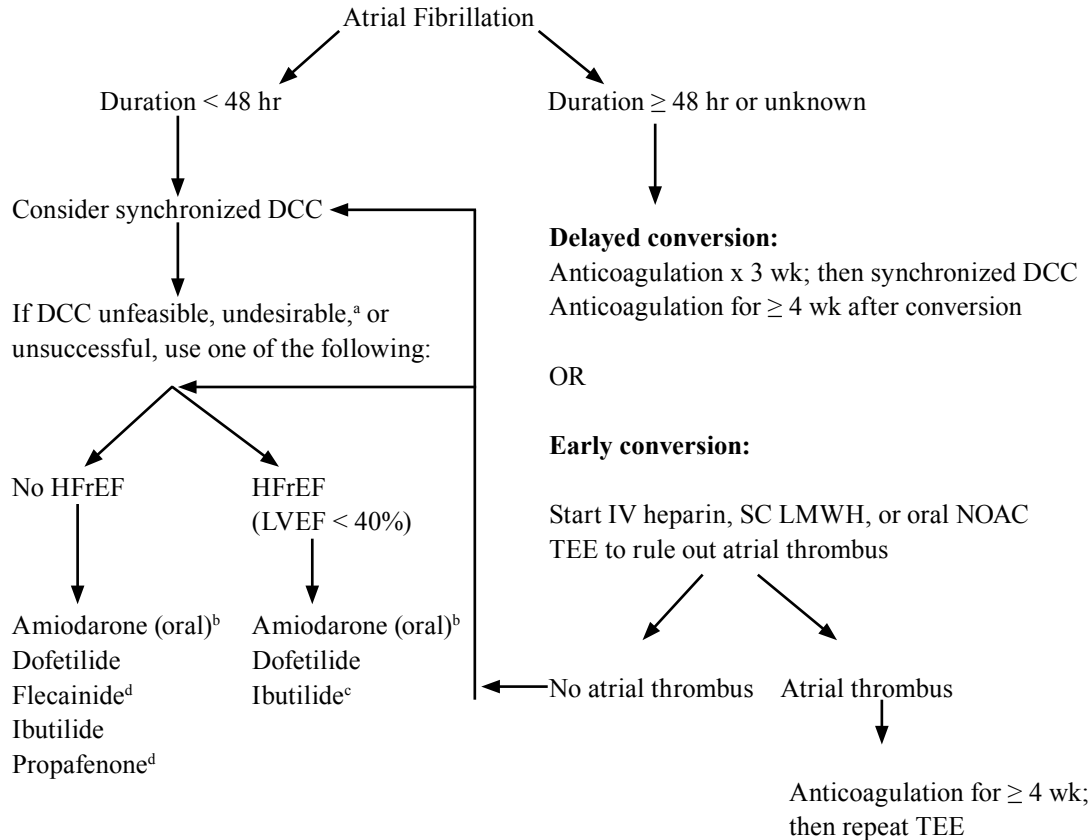 Atrial Fibrillation
Duration < 48 hr
Duration ≥ 48 hr or unknown
Consider synchronized DCC
Delayed conversion:
Anticoagulation x 3 wk; then synchronized DCC
Anticoagulation for ≥ 4 wk after conversion
If DCC unfeasible, undesirable,ᵃ or
unsuccessful, use one of the following:
OR
Early conversion:
No HFrEF
HFrEF
(LVEF < 40%)
Start IV heparin, SC LMWH, or oral NOAC
TEE to rule out atrial thrombus
Amiodarone (oral)ᵇ
Dofetilide
Flecainideᵈ
Ibutilide
Propafenoneᵈ
Amiodarone (oral)ᵇ
Dofetilide
Ibutilideᶜ
No atrial thrombus
Atrial thrombus
Anticoagulation for ≥ 4 wk;
then repeat TEE